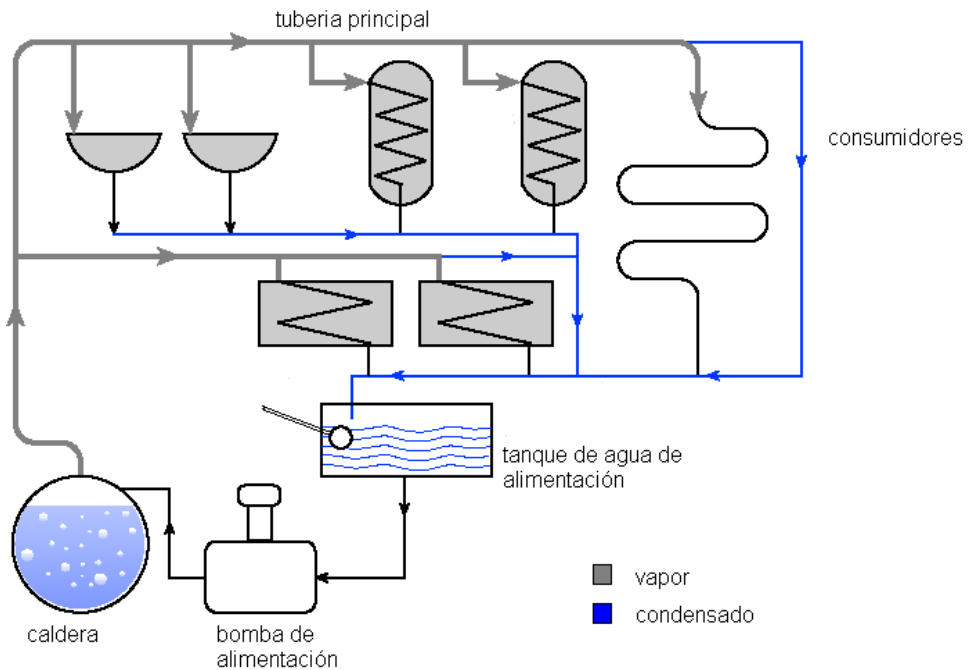 tuberia principal
consumidores
tanque de agua de
alimentación
vapor
condensado
caldera
bomba de
alimentación